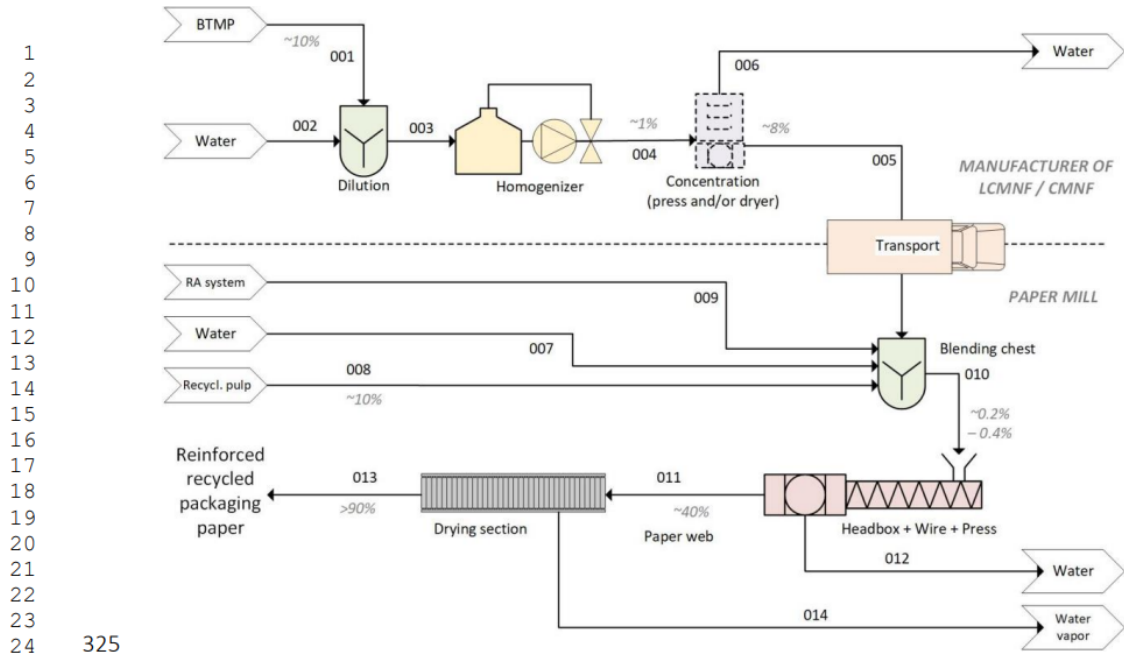 BTMP
~10%
001
006
Water
1
2
3
4
5
6
7
8
9
10
11
12
13
14
15
16
17
18
19
20
21
22
23
24
Water
002
003
~1%
004
~8%
005
Dilution
Homogenizer
Concentration
(press and/or dryer)
MANUFACTURER OF
LCMNF / CMNF
Transport
RA system
009
PAPER MILL
Water
007
Blending chest
Recycl. pulp
008
~10%
010
~0.2%
– 0.4%
Reinforced
recycled
packaging
paper
013
>90%
Drying section
011
~40%
Paper web
Headbox + Wire + Press
012
Water
014
Water
vapor
325